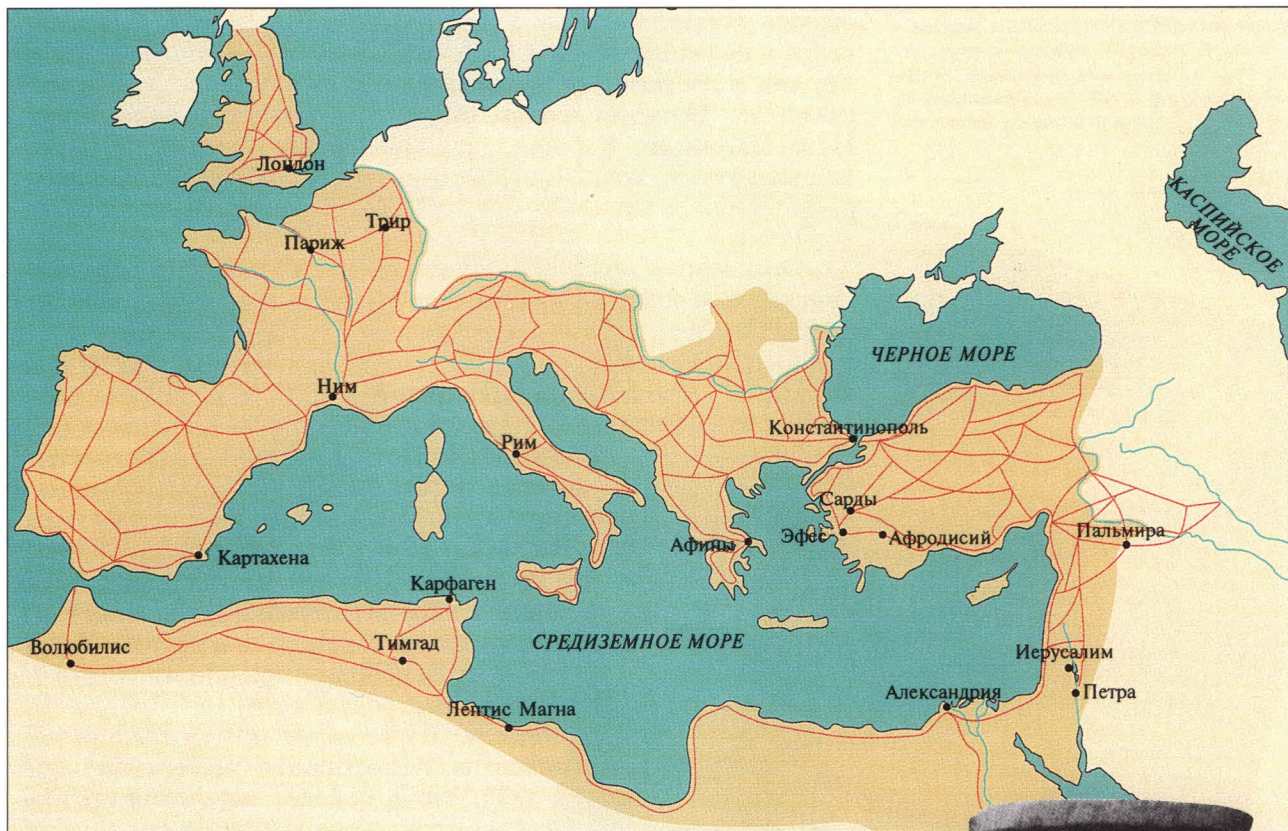 Лондон
Трир
Париж
КАСПИЙСКОЕ
МОРЕ
ЧЕРНОЕ МОРЕ
Ним
Константинополь
Рим
Сарды
Эфес
Афродисий
Пальмира
Афины
Картахена
Карфаген
СРЕДИЗЕМНОЕ МОРЕ
Волюбилис
Тимгад
Иерусалим
Александрия
Петра
Лептис Магна